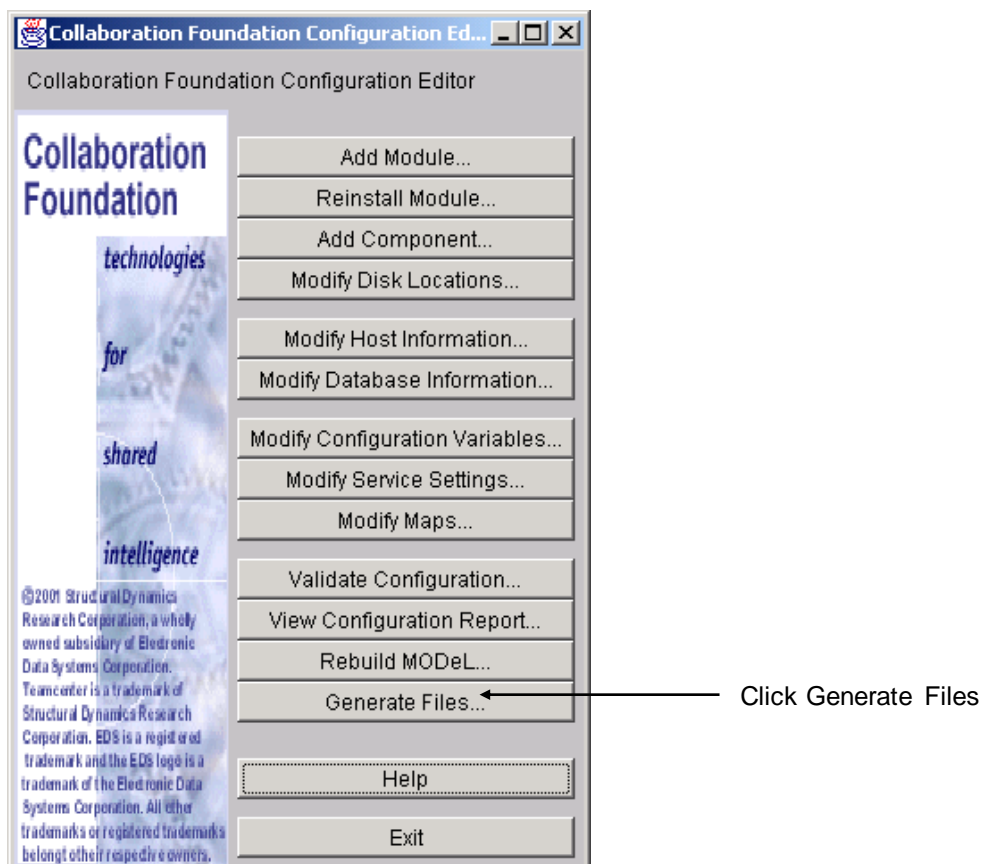 Collaboration Foundation Configuration Ed...
Collaboration Foundation Configuration Editor
Collaboration
Foundation
technologies
for
shared
intelligence
©2001 Structural Dynamics
Research Corporation, a wholly
owned subsidiary of Electronic
Data Systems Corporation.
Teamcenter is a trademark of
Structural Dynamics Research
Corporation. EDS is a registered
trademark and the EDS logo is a
trademark of the Electronic Data
Systems Corporation. All other
trademarks or registered trademarks
belongt otheir respective owners.
Add Module...
Reinstall Module...
Add Component...
Modify Disk Locations...
Modify Host Information...
Modify Database Information...
Modify Configuration Variables...
Modify Service Settings...
Modify Maps...
Validate Configuration...
View Configuration Report...
Rebuild MODeL...
Generate Files...
Click Generate Files
Help
Exit